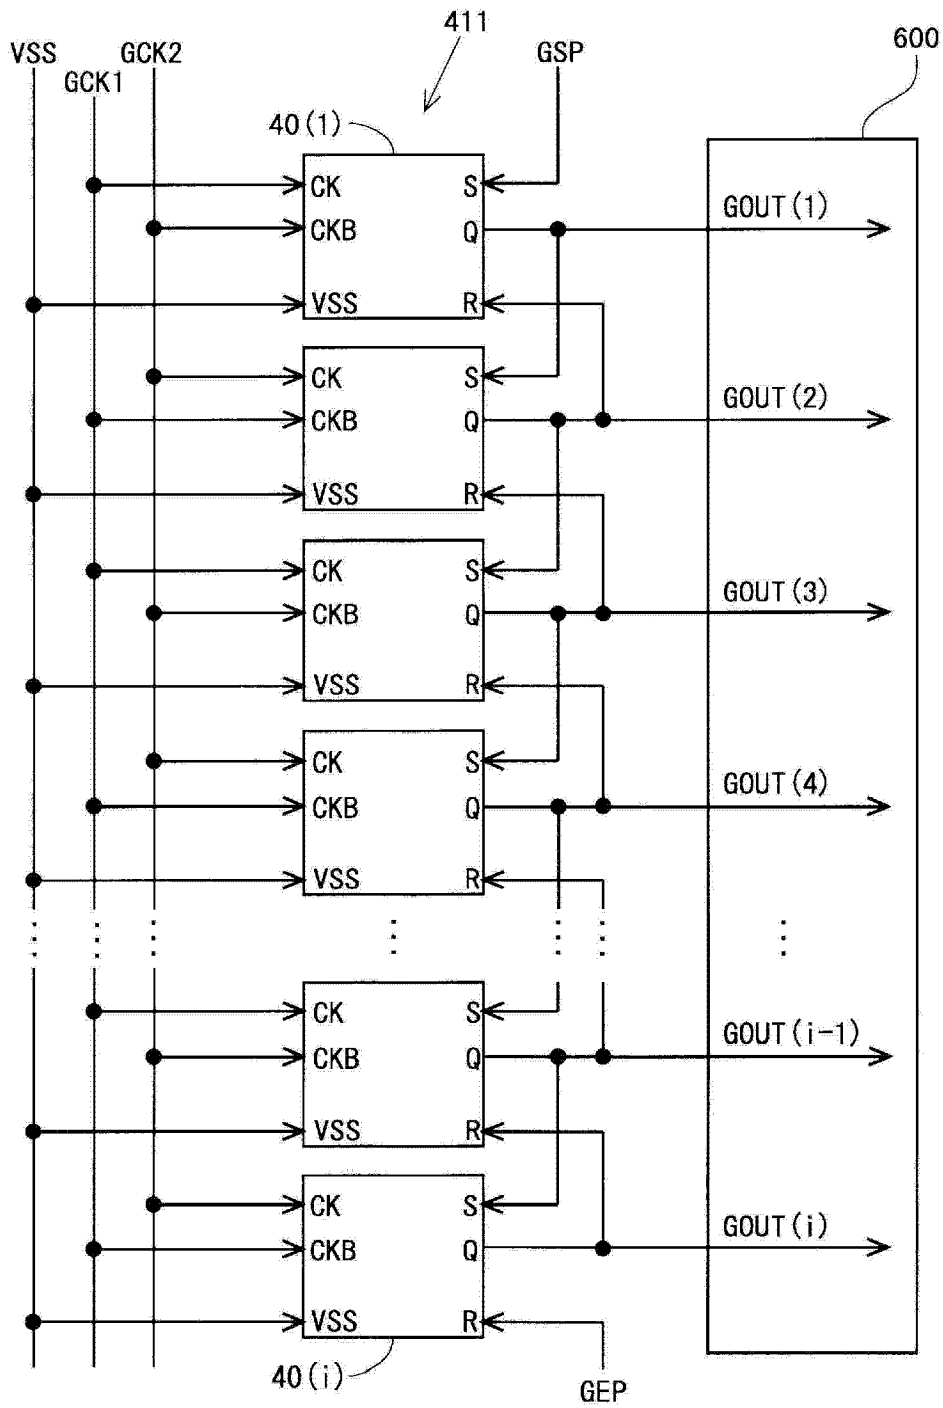 411
600
VSS
GCK2
GSP
GCK1
40(1)
CK
S
GOUT(1)
CKB
Q
VSS
R
CK
S
GOUT(2)
CKB
Q
VSS
R
CK
S
GOUT(3)
CKB
Q
VSS
R
CK
S
GOUT(4)
CKB
Q
VSS
R
CK
S
GOUT(i-1)
CKB
Q
VSS
R
CK
S
GOUT(i)
CKB
Q
VSS
R
40(i)
GEP